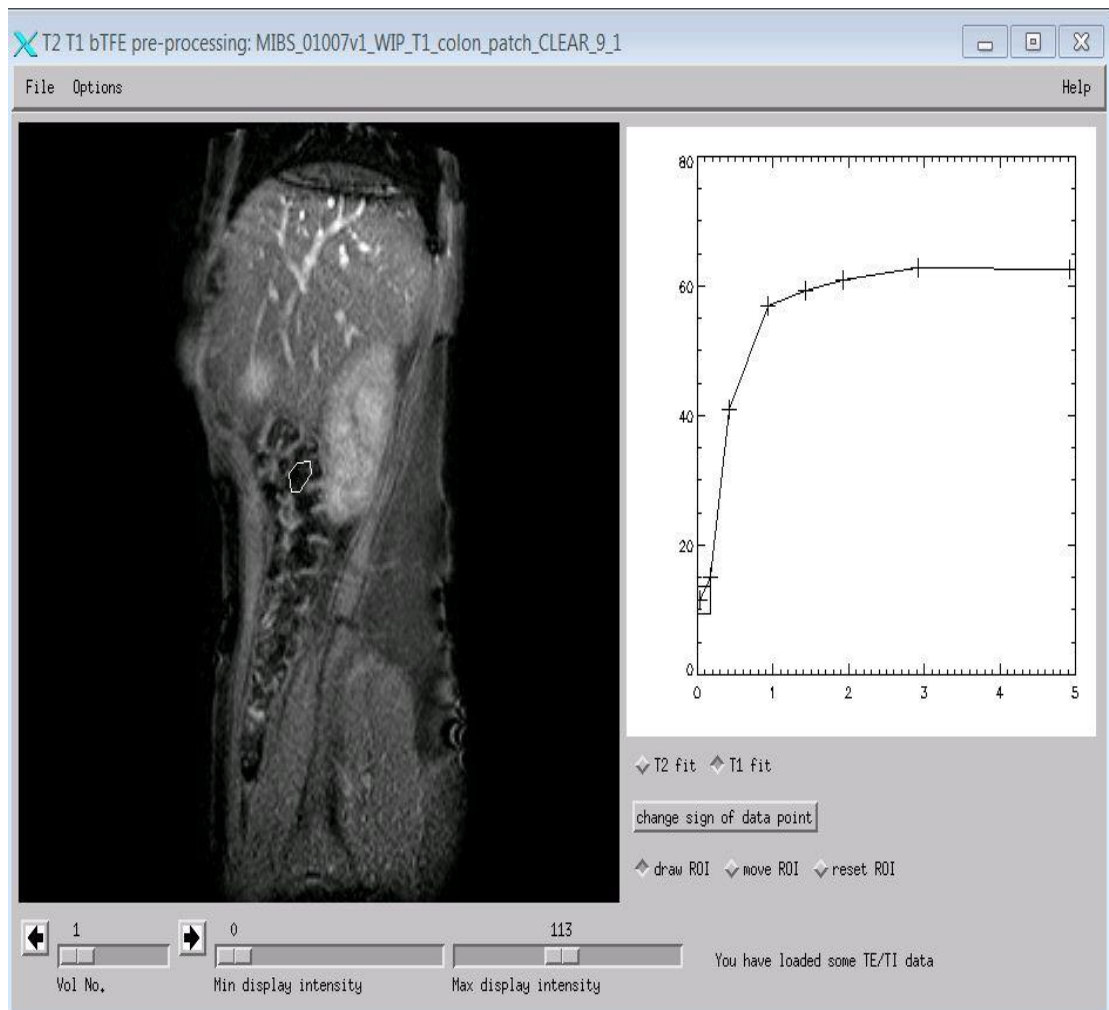 T2 T1 bTFE pre-processing: MIBS_01007v1_WIP_T1_colon_patch_CLEAR_9_1
File Options Help
80
60
40
20
0
0 1 2 3 4 5
T2 fit T1 fit
change sign of data point
draw ROI move ROI reset ROI
1 0 113
You have loaded some TE/TI data
Vol No. Min display intensity Max display intensity